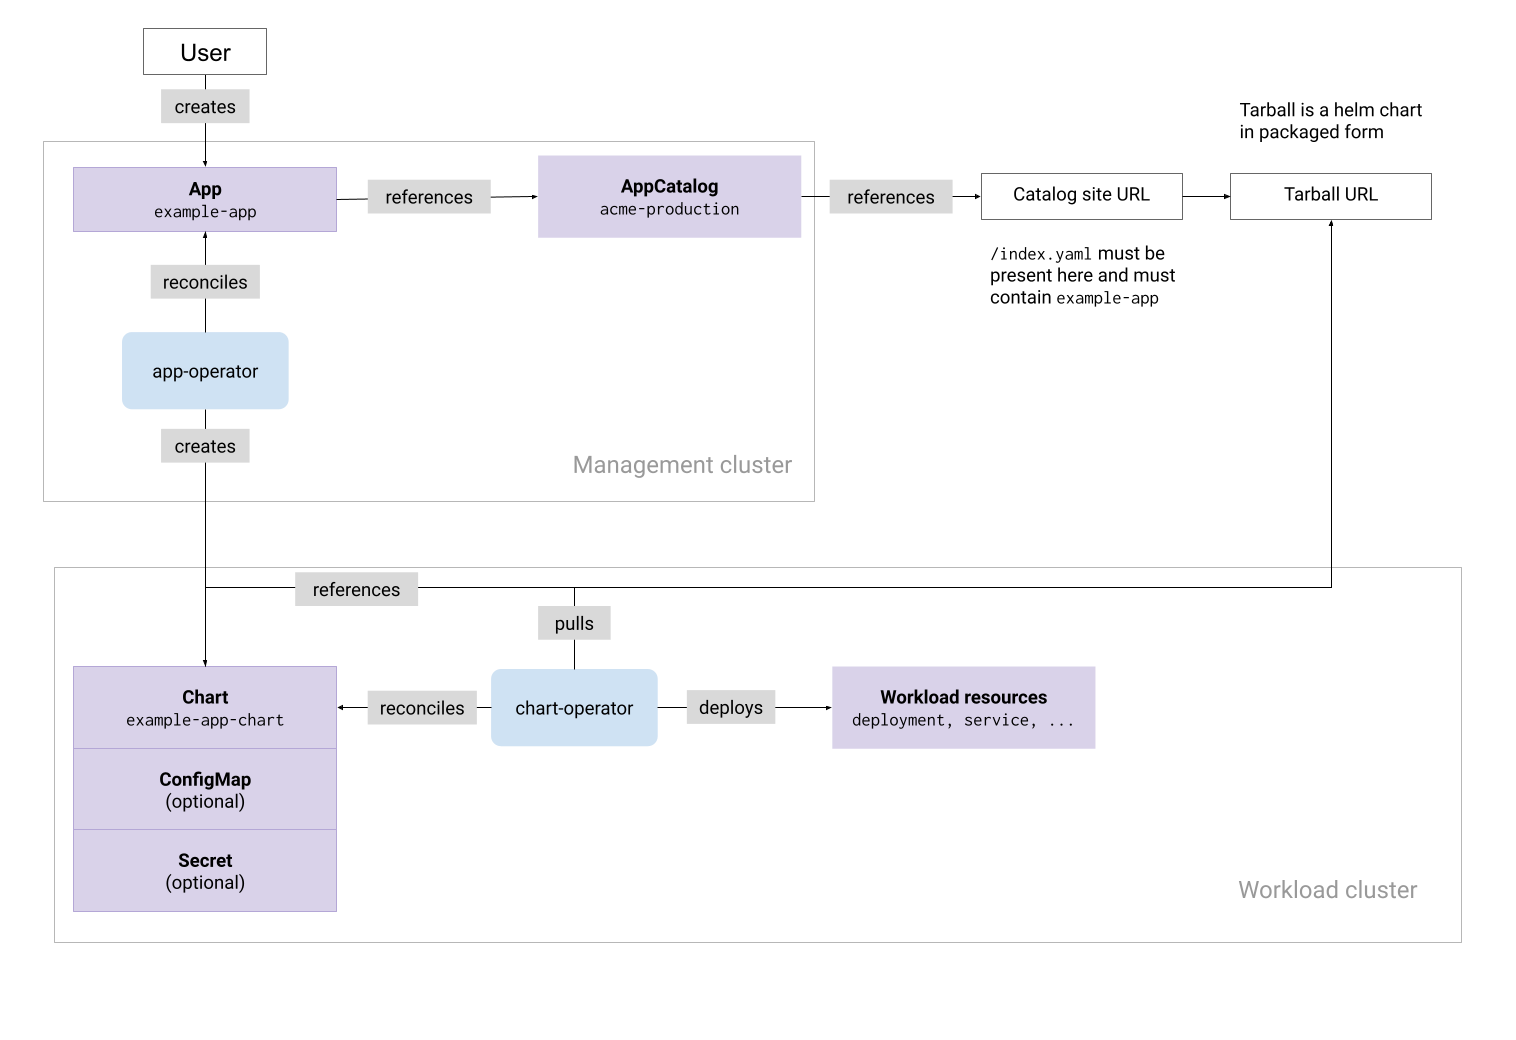 User
creates
Tarball is a helm chart
in packaged form
App
example-app
references
AppCatalog
acme-production
references
Catalog site URL
Tarball URL
/index.yaml must be
present here and must
contain example-app
reconciles
app-operator
creates
Management cluster
references
pulls
Chart
example-app-chart
reconciles
chart-operator
deploys
Workload resources
deployment, service, ...
ConfigMap
(optional)
Secret
(optional)
Workload cluster